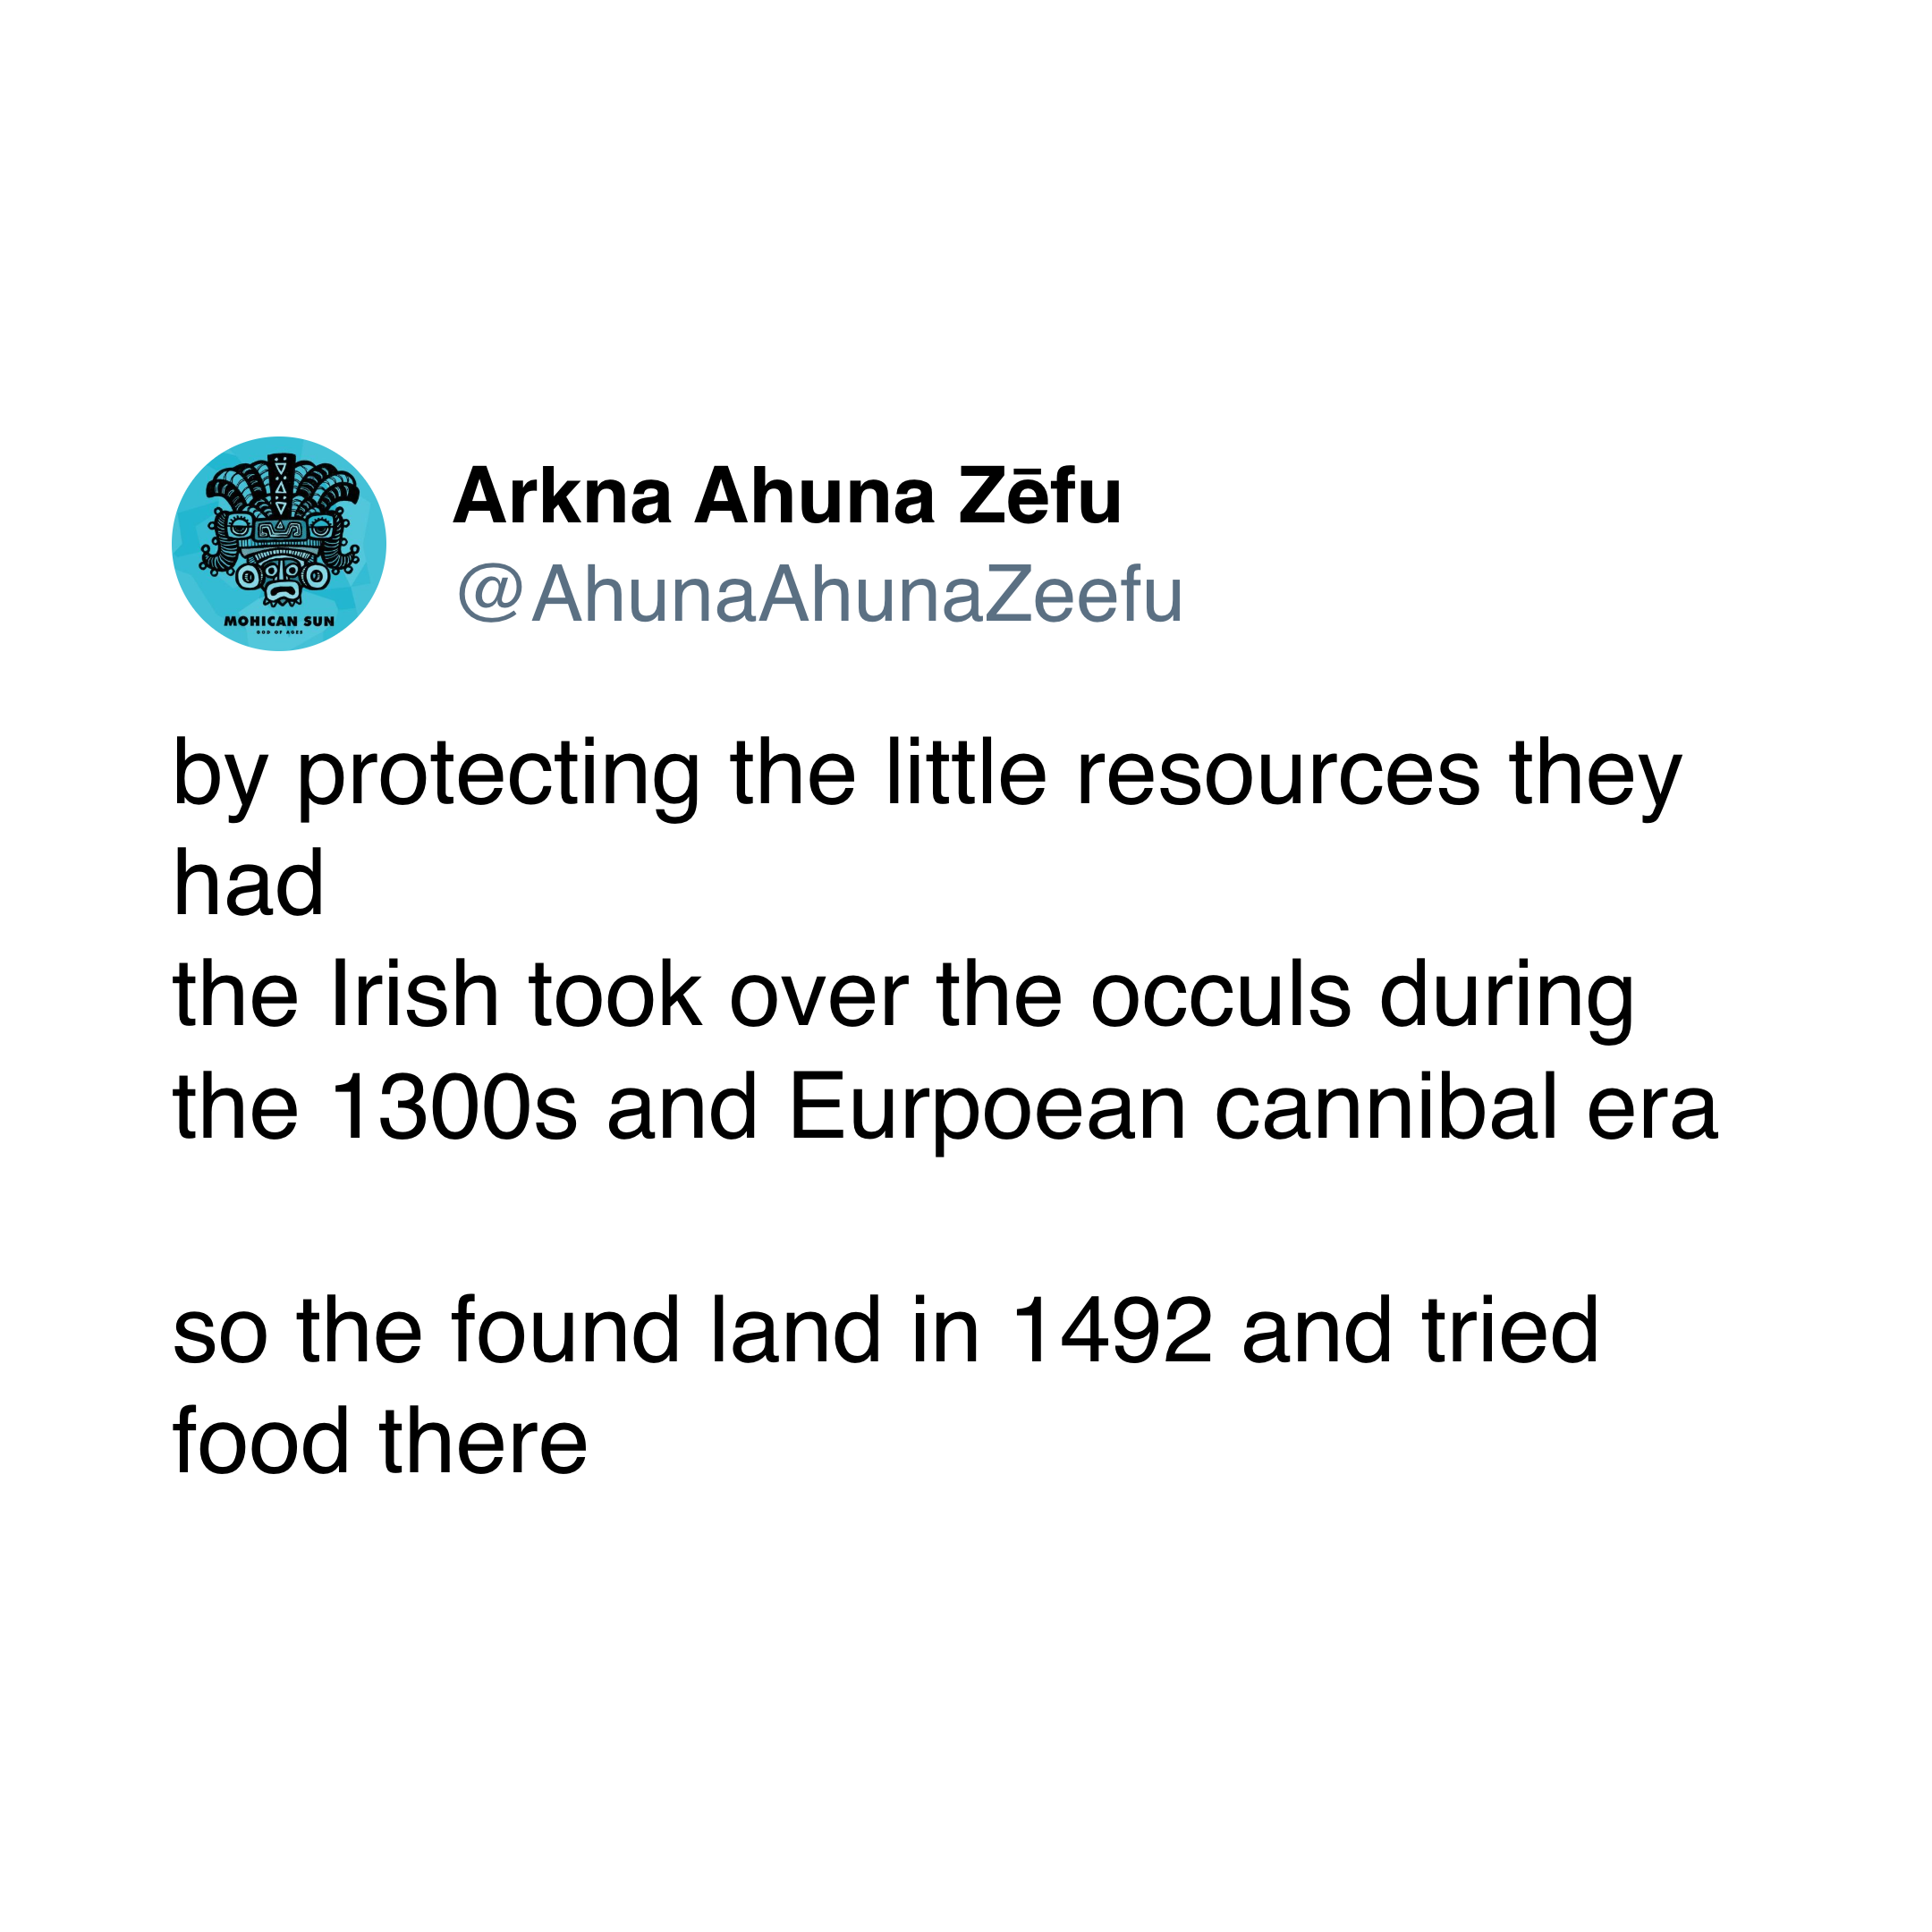 MOHICAN SUN
GOD OF AGES
Arkna Ahuna Zēfu
@AhunaAhunaZeefu
by protecting the little resources they
had
the Irish took over the occuls during
the 1300s and Eurpoean cannibal era
so the found land in 1492 and tried
food there